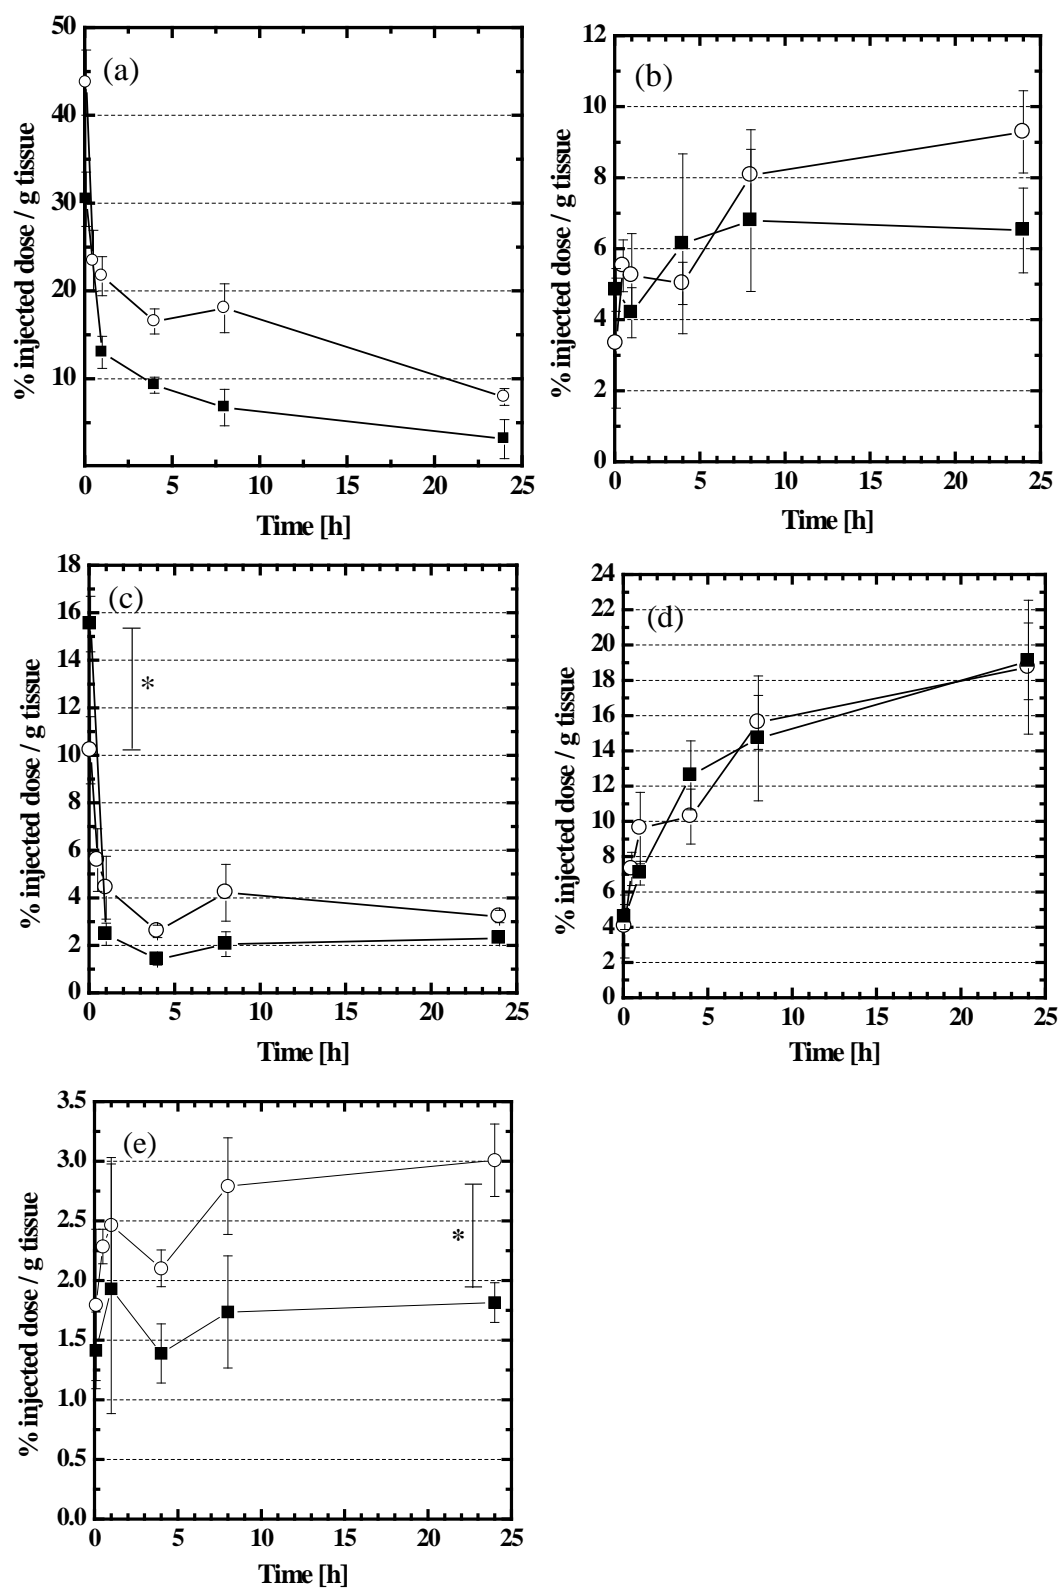 (a)
50
40
30
20
10
0 5 10 15 20 25
Time [h]
% injected dose / g tissue
(b)
12
10
8
6
4
2
0
0 5 10 15 20 25
Time [h]
% injected dose / g tissue
(c)
18
16
14
12
10
8
6
4
2
0
*
0 5 10 15 20 25
Time [h]
% injected dose / g tissue
(d)
24
22
20
18
16
14
12
10
8
6
4
2
0
0 5 10 15 20 25
Time [h]
% injected dose / g tissue
(e)
3.5
3.0
2.5
2.0
1.5
1.0
0.5
0.0
*
0 5 10 15 20 25
Time [h]
% injected dose / g tissue